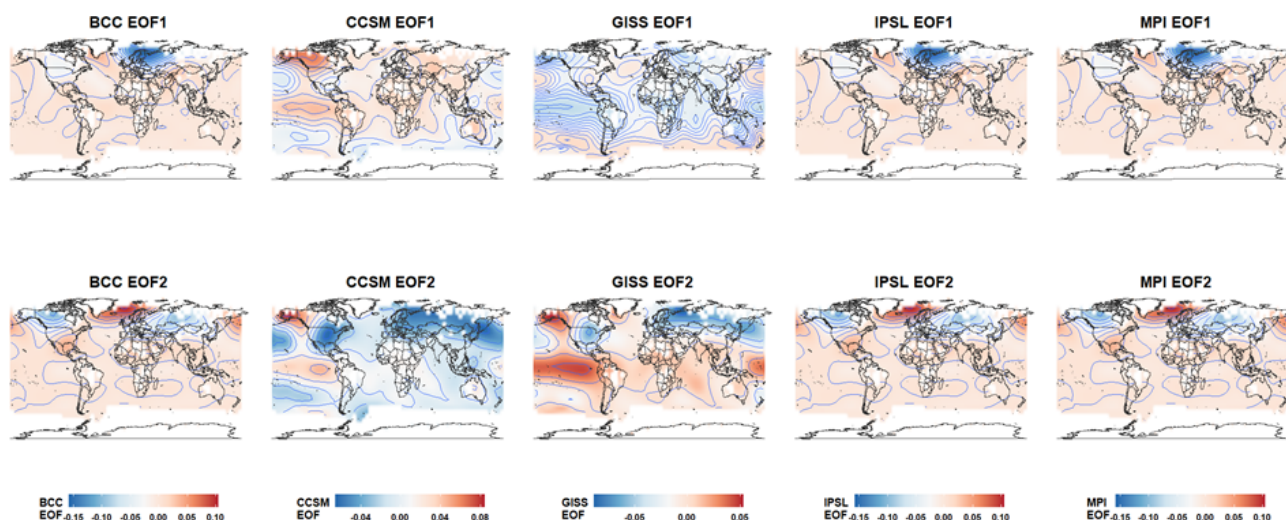 BCC EOF1 CCSM EOF1 GISS EOF1 IPSL EOF1 MPI EOF1
BCC EOF2 CCSM EOF2 GISS EOF2 IPSL EOF2 MPI EOF2
BCC EOF -0.15 -0.10 -0.05 0.00 0.05 0.10
CCSM EOF -0.04 0.00 0.04 0.08
GISS EOF -0.05 0.00 0.05
IPSL EOF -0.15 -0.10 -0.05 0.00 0.05 0.10
MPI EOF -0.15 -0.10 -0.05 0.00 0.05 0.10